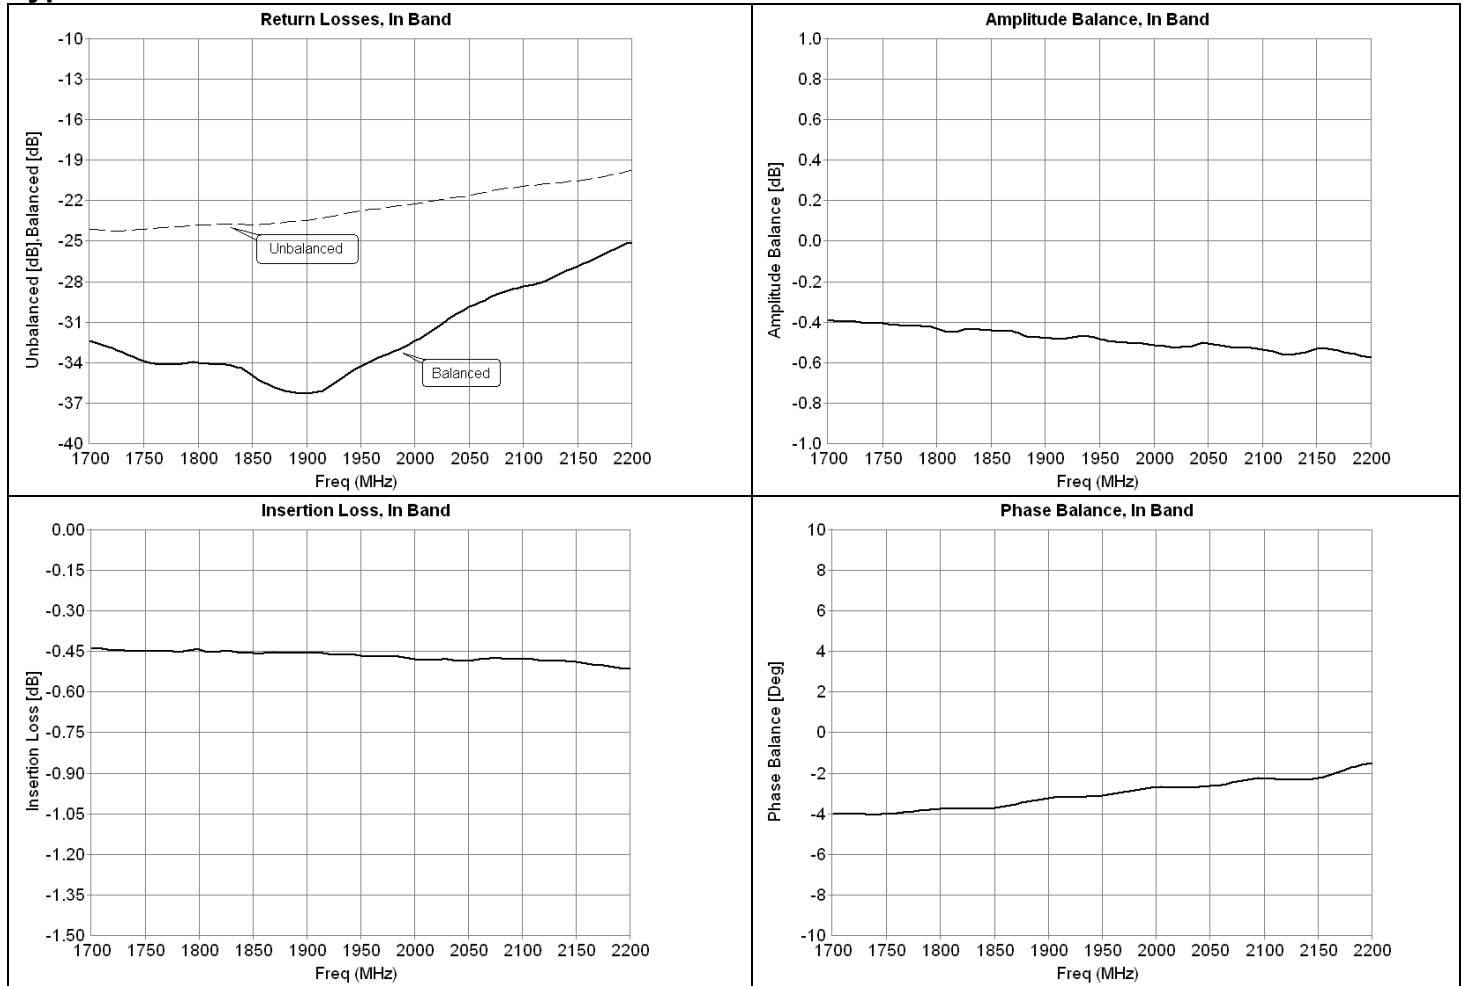 Return Losses, In Band
-10
-13
-16
-19
-22
-25
-28
-31
-34
-37
-40
Unbalanced [dB],Balanced [dB]
Unbalanced
Balanced
1700 1750 1800 1850 1900 1950 2000 2050 2100 2150 2200
Freq (MHz)
Amplitude Balance, In Band
1.0
0.8
0.6
0.4
0.2
0.0
-0.2
-0.4
-0.6
-0.8
-1.0
Amplitude Balance [dB]
1700 1750 1800 1850 1900 1950 2000 2050 2100 2150 2200
Freq (MHz)
Insertion Loss, In Band
0.00
-0.15
-0.30
-0.45
-0.60
-0.75
-0.90
-1.05
-1.20
-1.35
-1.50
Insertion Loss [dB]
1700 1750 1800 1850 1900 1950 2000 2050 2100 2150 2200
Freq (MHz)
Phase Balance, In Band
10
8
6
4
2
0
-2
-4
-6
-8
-10
Phase Balance [Deg]
1700 1750 1800 1850 1900 1950 2000 2050 2100 2150 2200
Freq (MHz)